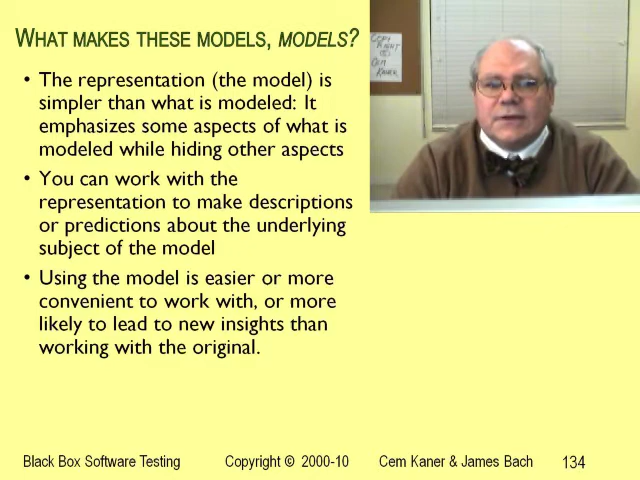 WHAT MAKES THESE MODELS, MODELS?
• The representation (the model) is
simpler than what is modeled: It
emphasizes some aspects of what is
modeled while hiding other aspects
• You can work with the
representation to make descriptions
or predictions about the underlying
subject of the model
• Using the model is easier or more
convenient to work with, or more
likely to lead to new insights than
working with the original.
COPY
RIGHT
©
CEM
KANER
Black Box Software Testing Copyright © 2000-10 Cem Kaner & James Bach 134